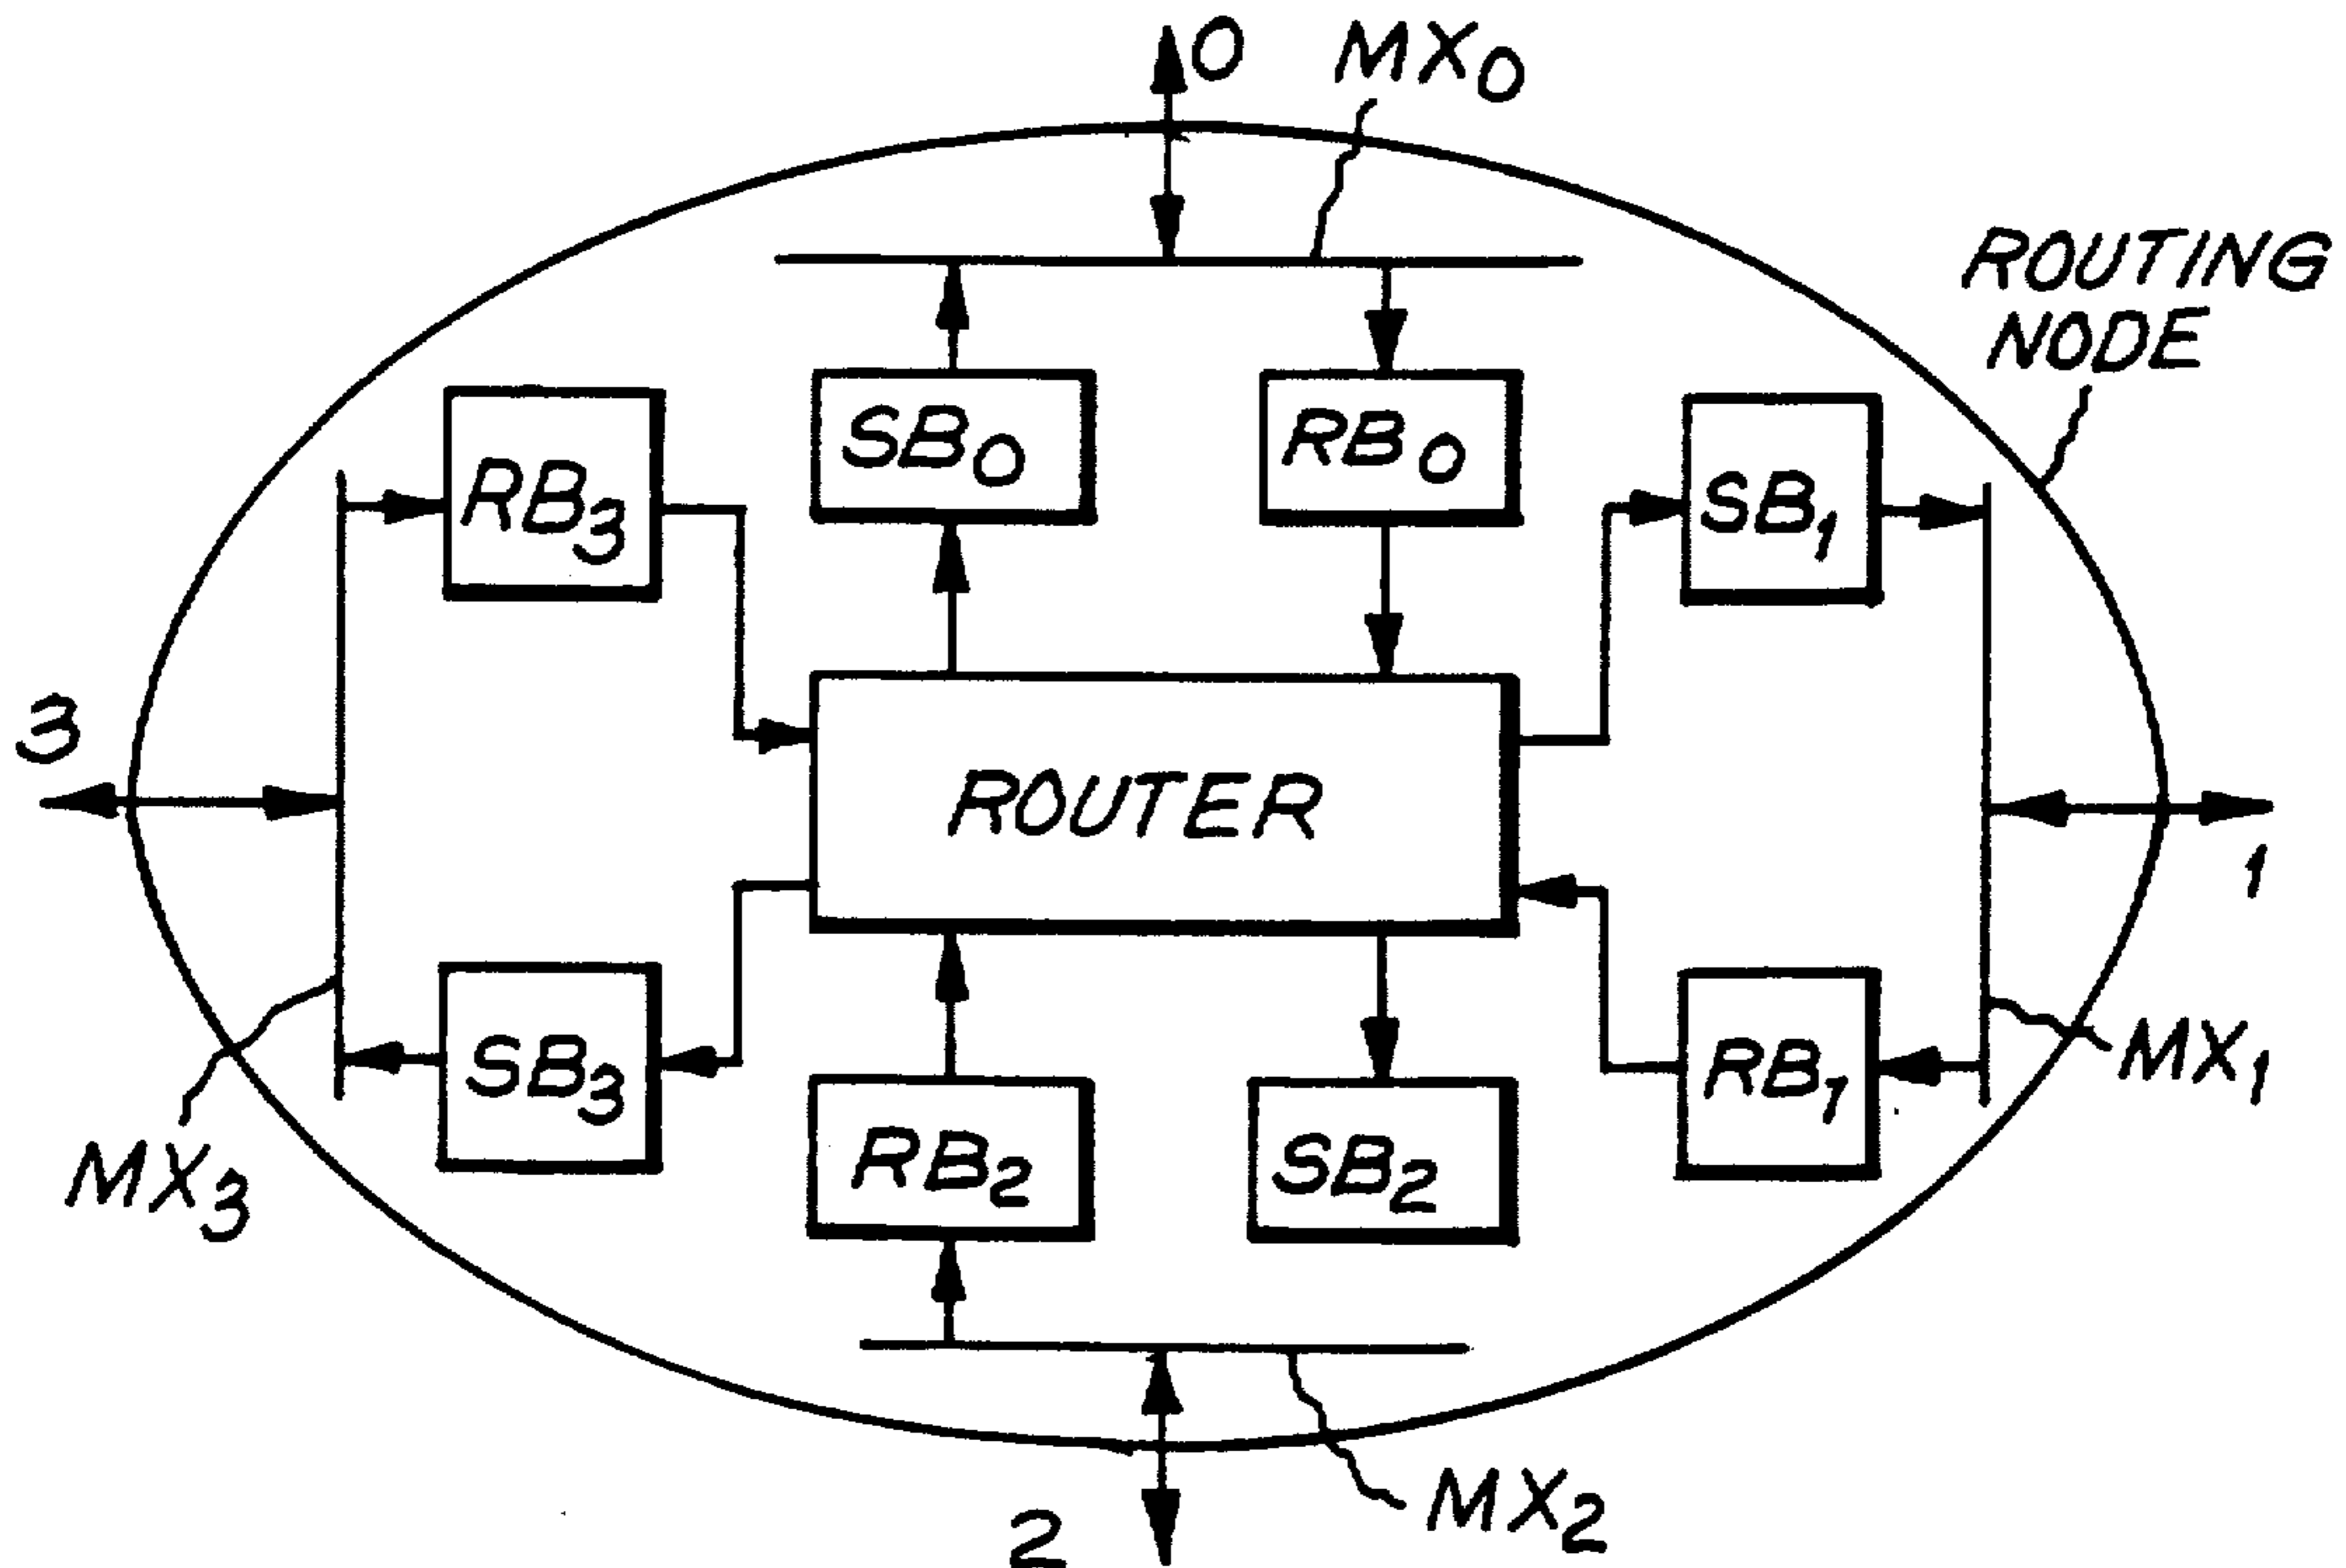 0
MX0
ROUTING
NODE
SB0
RB0
RB3
SB1
3
ROUTER
1
SB3
RB2
SB2
RB1
MX1
MX3
MX2
2